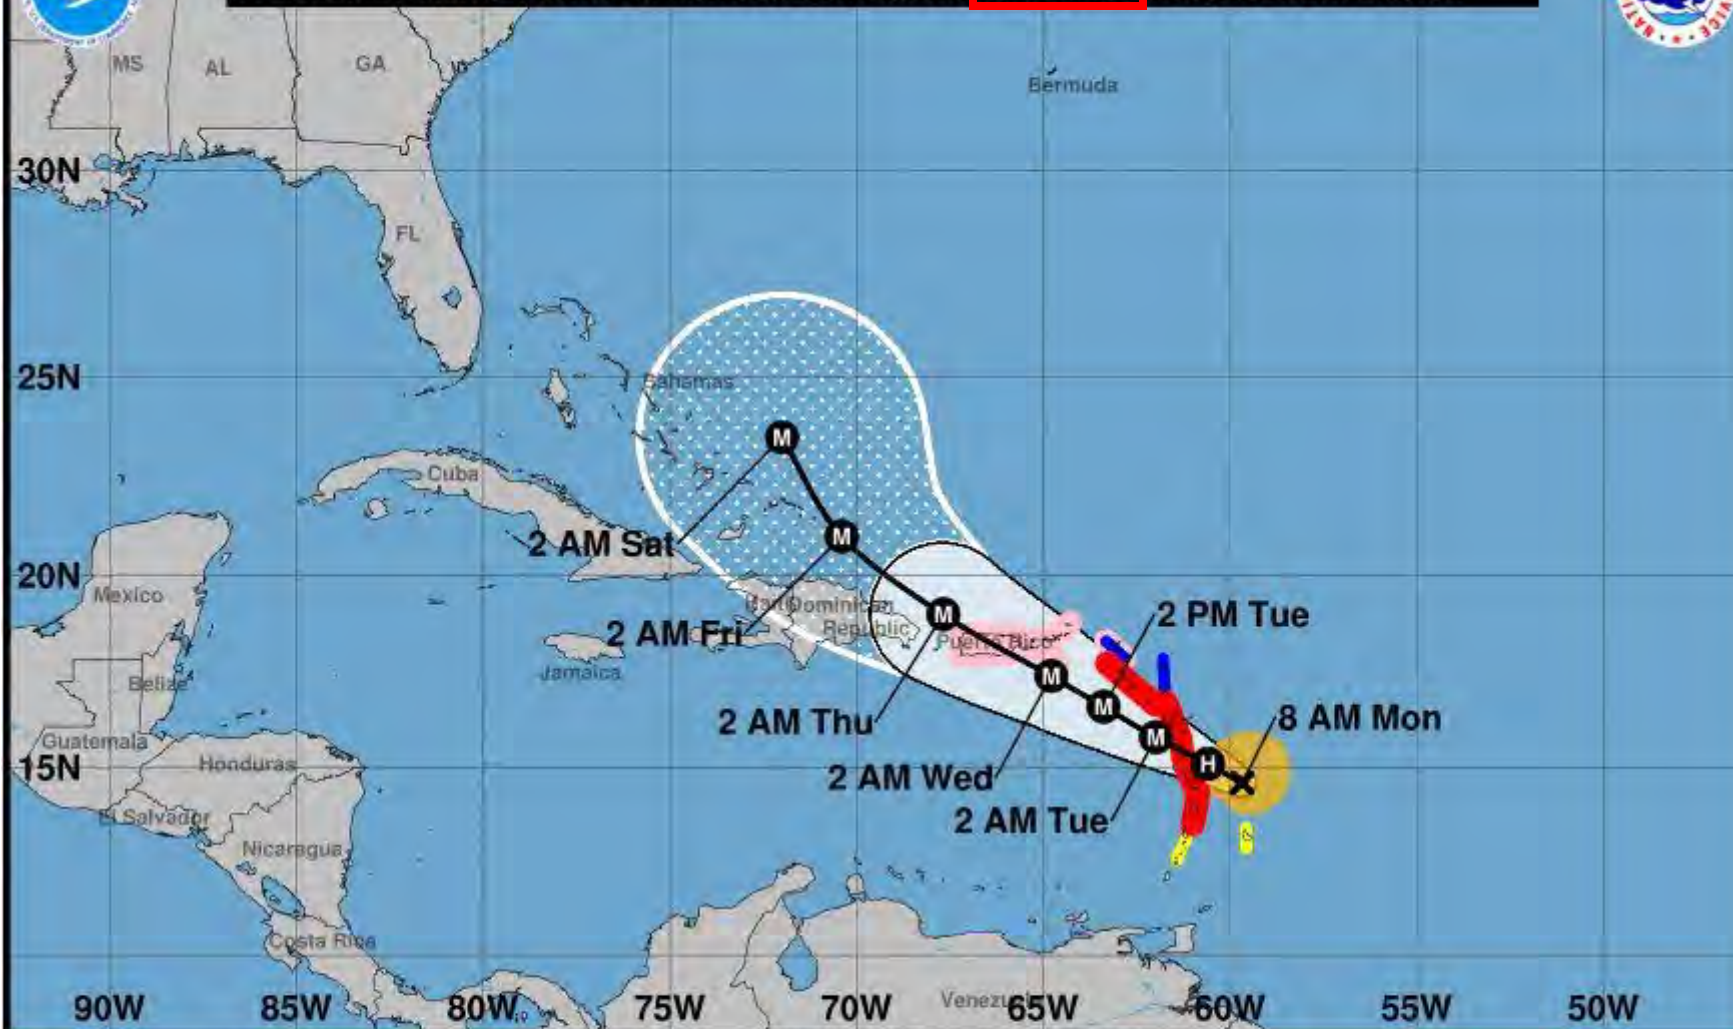 MS
AL
GA
Bermuda
30N
FL
25N
Bahamas
Cuba
2 AM Sat
20N
Mexico
Haiti
Dominican
Republic
2 AM Fri
Puerto Rico
2 PM Tue
Jamaica
Belize
2 AM Thu
8 AM Mon
Guatemala
15N
Honduras
2 AM Wed
El Salvador
2 AM Tue
Nicaragua
Costa Rica
M
M
M
M
M
M
H
90W
85W
80W
75W
70W
Venezu
65W
60W
55W
50W